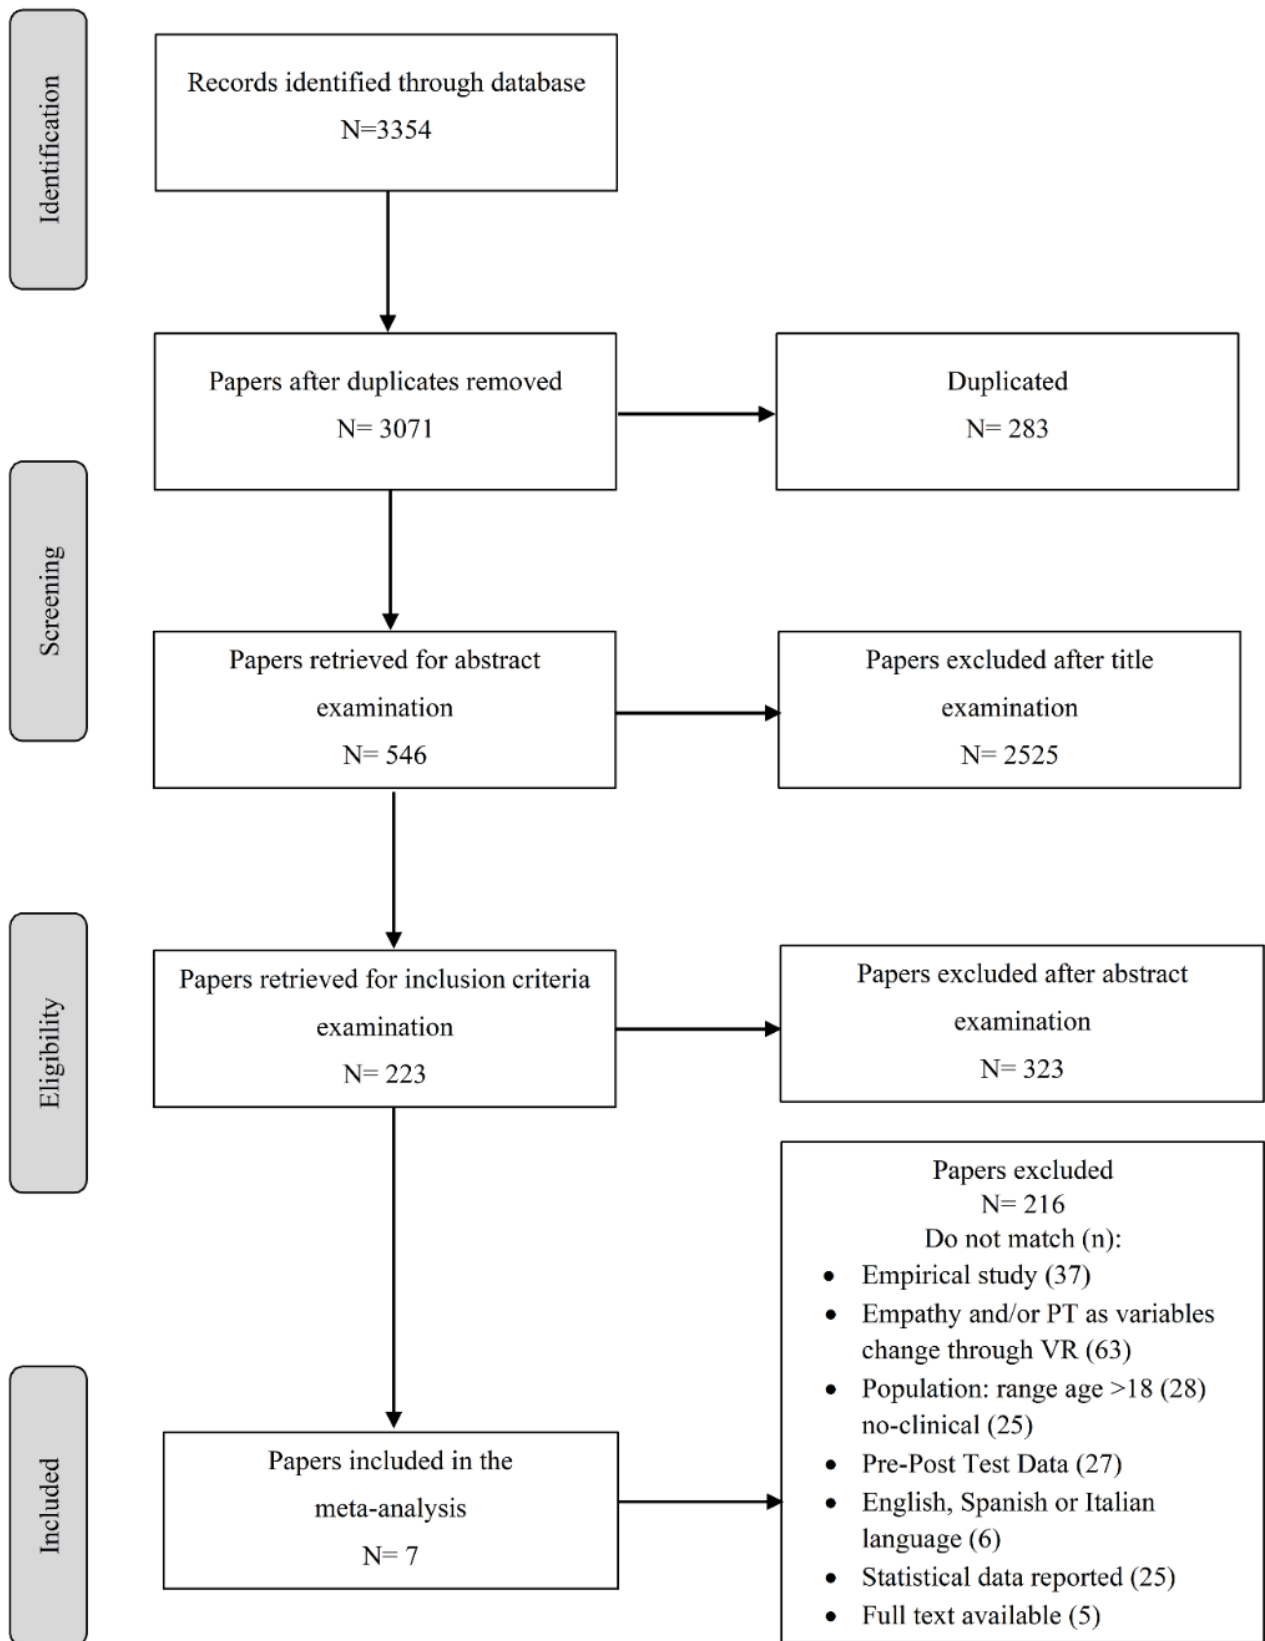 Identification
Records identified through database
N=3354
Papers after duplicates removed
N= 3071
Duplicated
N= 283
Screening
Papers retrieved for abstract
examination
N= 546
Papers excluded after title
examination
N= 2525
Eligibility
Papers retrieved for inclusion criteria
examination
N= 223
Papers excluded after abstract
examination
N= 323
Included
Papers included in the
meta-analysis
N= 7
Papers excluded
N= 216
Do not match (n):
• Empirical study (37)
• Empathy and/or PT as variables
change through VR (63)
• Population: range age >18 (28)
no-clinical (25)
• Pre-Post Test Data (27)
• English, Spanish or Italian
language (6)
• Statistical data reported (25)
• Full text available (5)